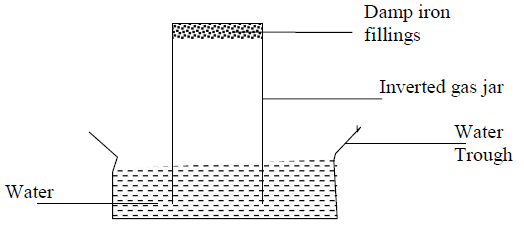 Damp iron
fillings
Inverted gas jar
Water
Trough
Water